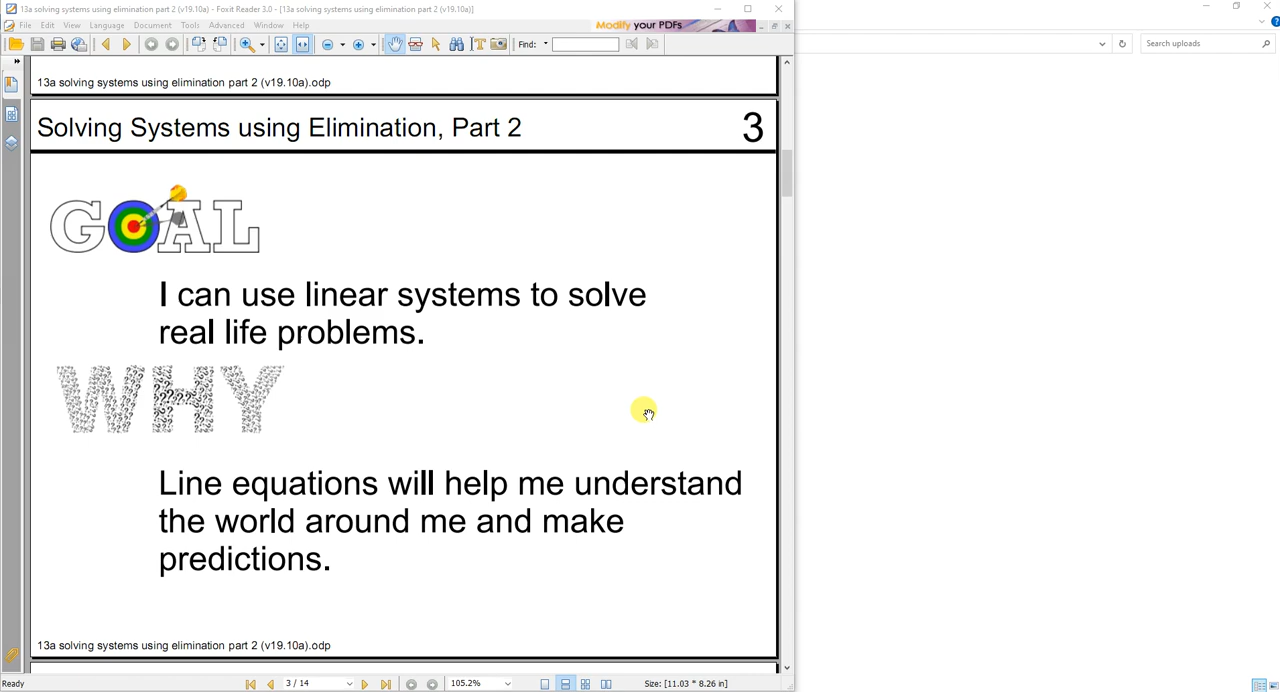 13a solving systems using elimination part 2 (v19.10a) - Foxit Reader 3.0 - [13a solving systems using elimination part 2 (v19.10a)]
File Edit View Language Document Tools Advanced Window Help
Modify your PDFs
Find:
Search uploads
13a solving systems using elimination part 2 (v19.10a).odp
Solving Systems using Elimination, Part 2
3
GOAL
I can use linear systems to solve
real life problems.
WHY
Line equations will help me understand
the world around me and make
predictions.
13a solving systems using elimination part 2 (v19.10a).odp
Ready
3 / 14
105.2%
Size: [11.03 * 8.26 in]